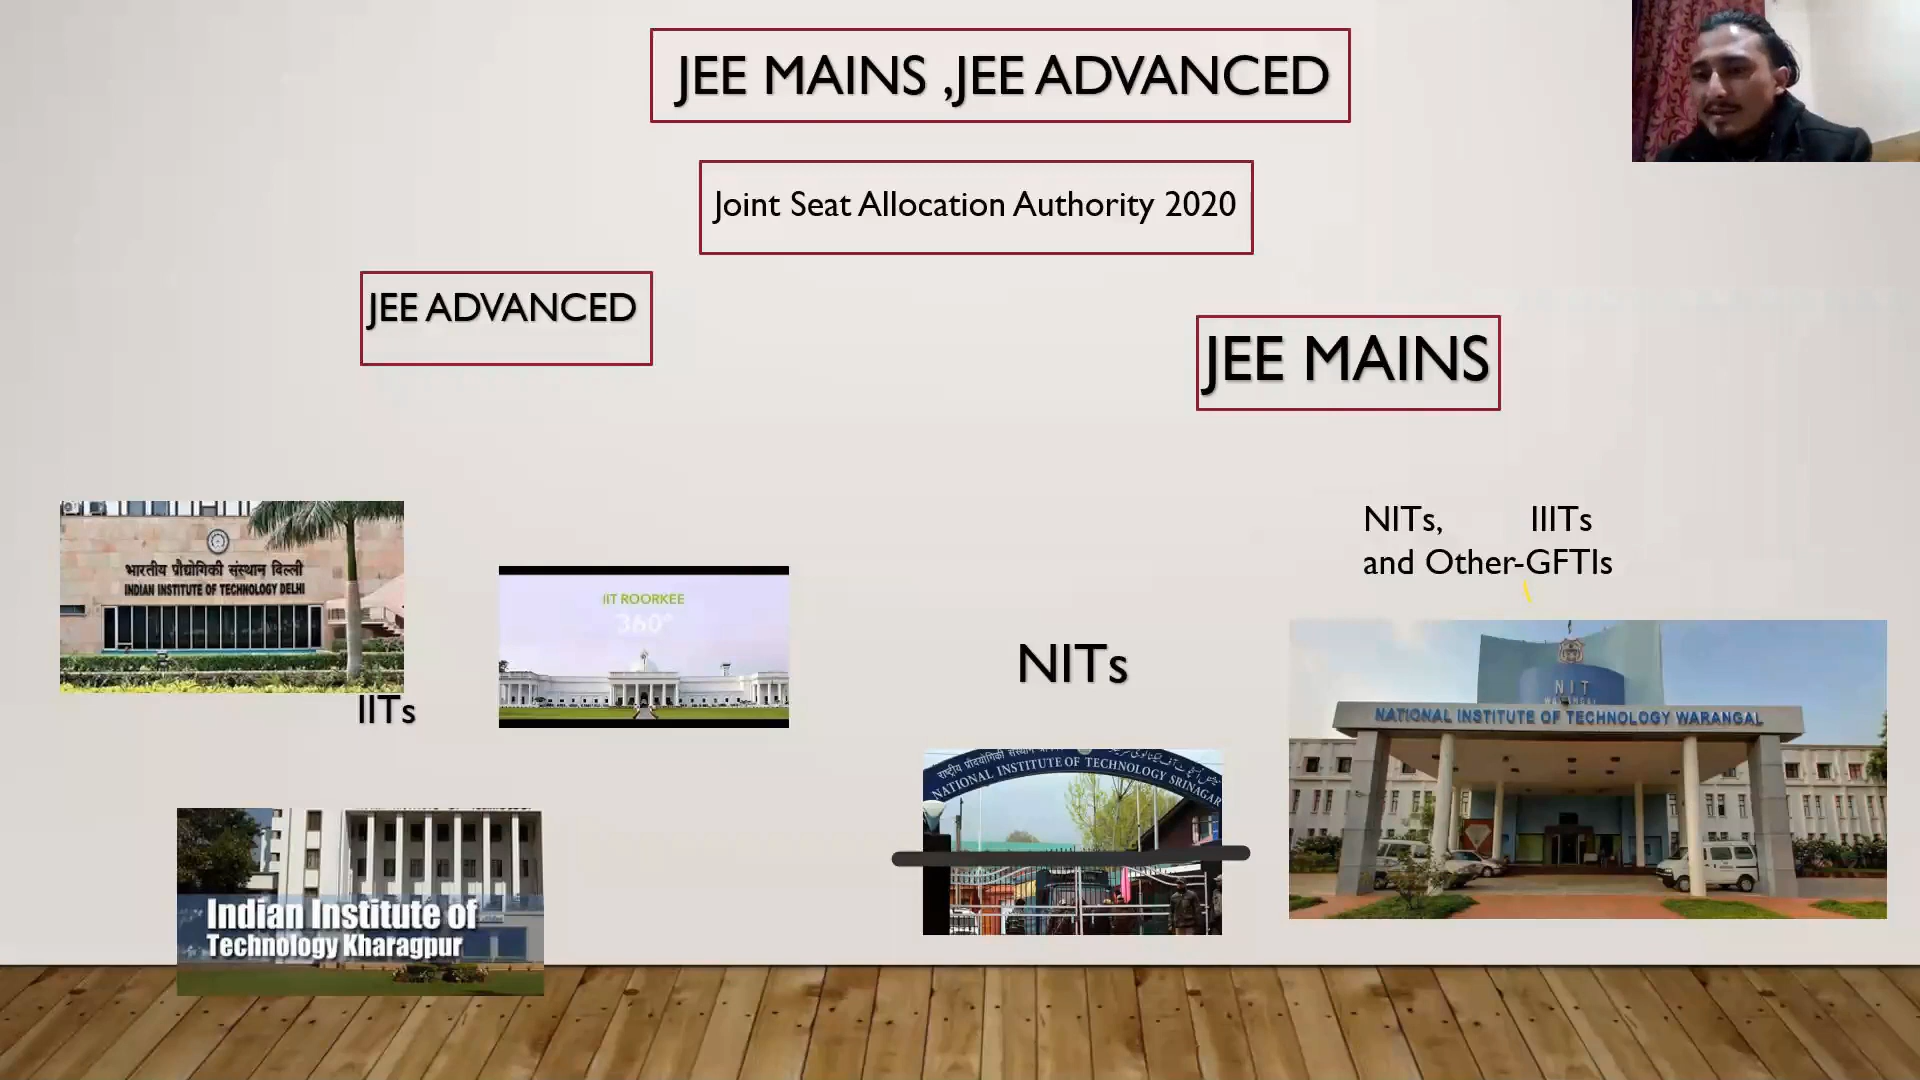 JEE MAINS ,JEE ADVANCED
Joint Seat Allocation Authority 2020
JEE ADVANCED
JEE MAINS
NITs, IIITs
and Other-GFTIs
भारतीय प्रौद्योगिकी संस्थान दिल्ली
INDIAN INSTITUTE OF TECHNOLOGY DELHI
IIT ROORKEE
360°
NITs
IITs
NIT
WARANGAL
NATIONAL INSTITUTE OF TECHNOLOGY WARANGAL
NATIONAL INSTITUTE OF TECHNOLOGY SRINAGAR
Indian Institute of
Technology Kharagpur